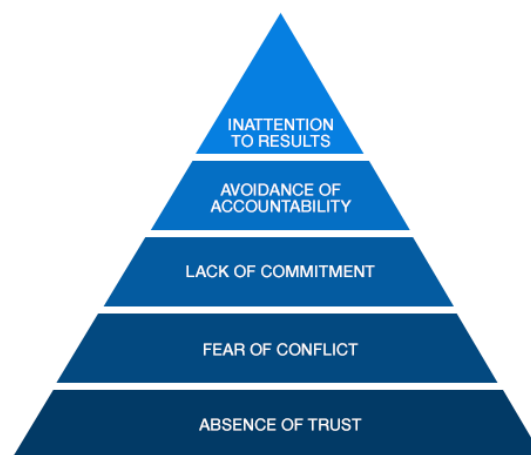 INATTENTION
TO RESULTS
AVOIDANCE OF
ACCOUNTABILITY
LACK OF COMMITMENT
FEAR OF CONFLICT
ABSENCE OF TRUST